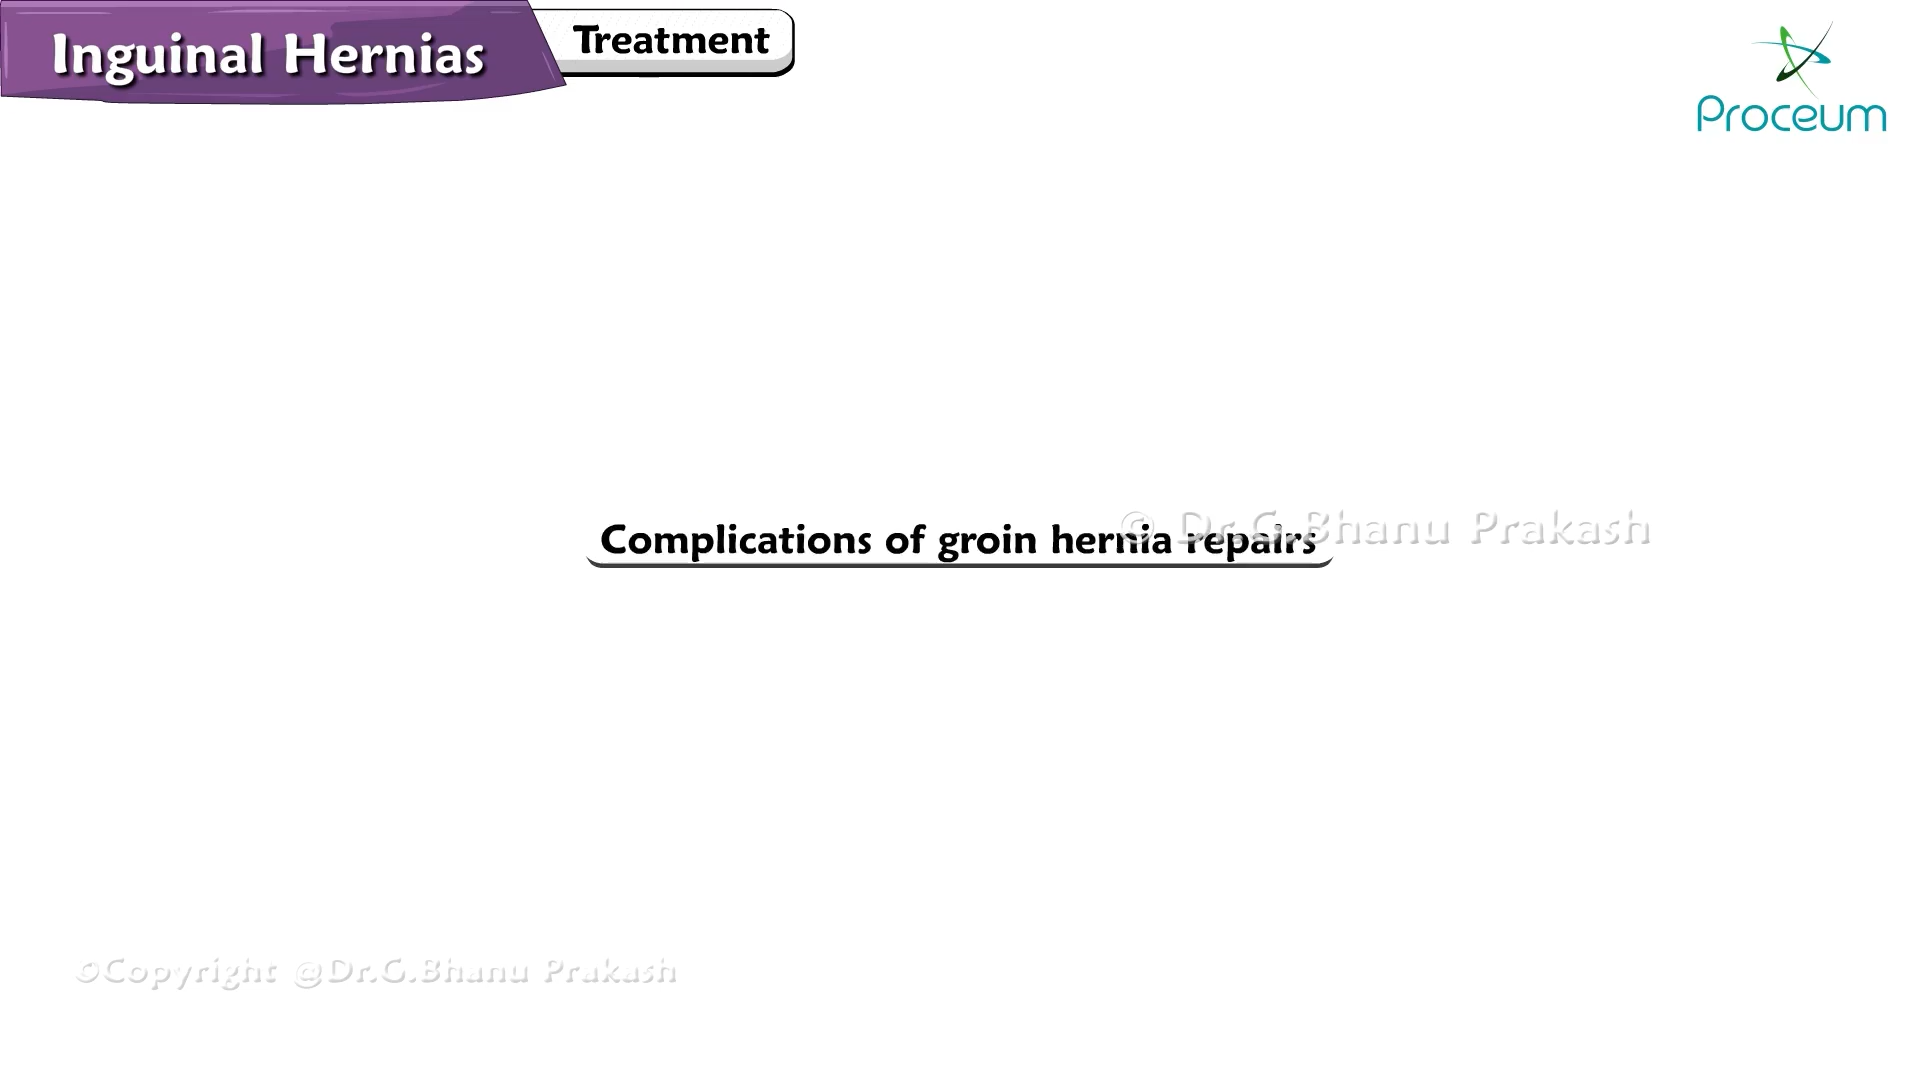 Inguinal Hernias
Treatment
Proceum
Complications of groin hernia repairs
© Dr.G.Bhanu Prakash
©Copyright @Dr.G.Bhanu Prakash